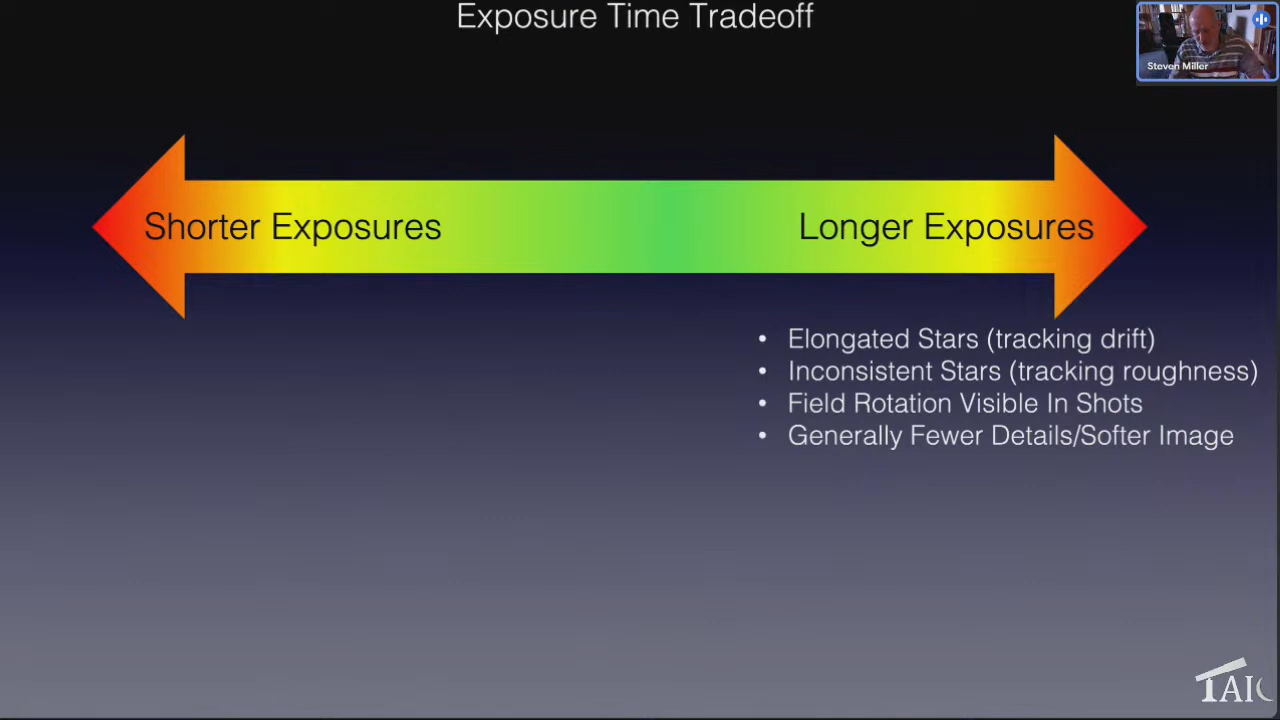 Exposure Time Tradeoff
Steven Miller
Shorter Exposures
Longer Exposures
• Elongated Stars (tracking drift)
• Inconsistent Stars (tracking roughness)
• Field Rotation Visible In Shots
• Generally Fewer Details/Softer Image
TAIC